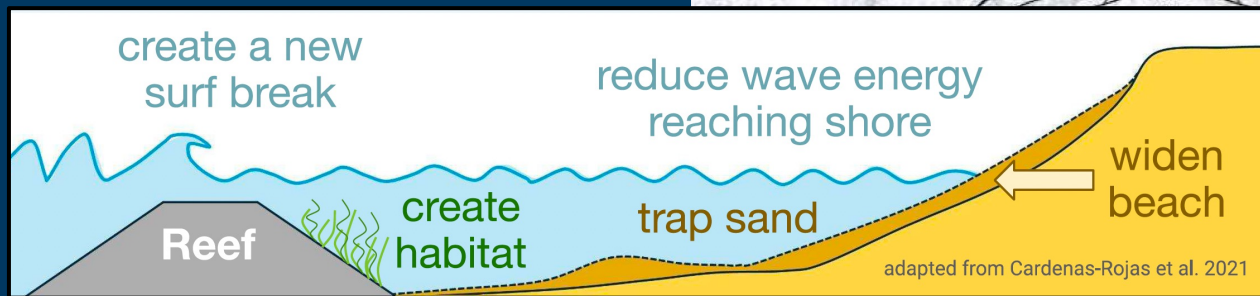 create a new
surf break
reduce wave energy
reaching shore
widen
beach
create
habitat
trap sand
Reef
adapted from Cardenas-Rojas et al. 2021